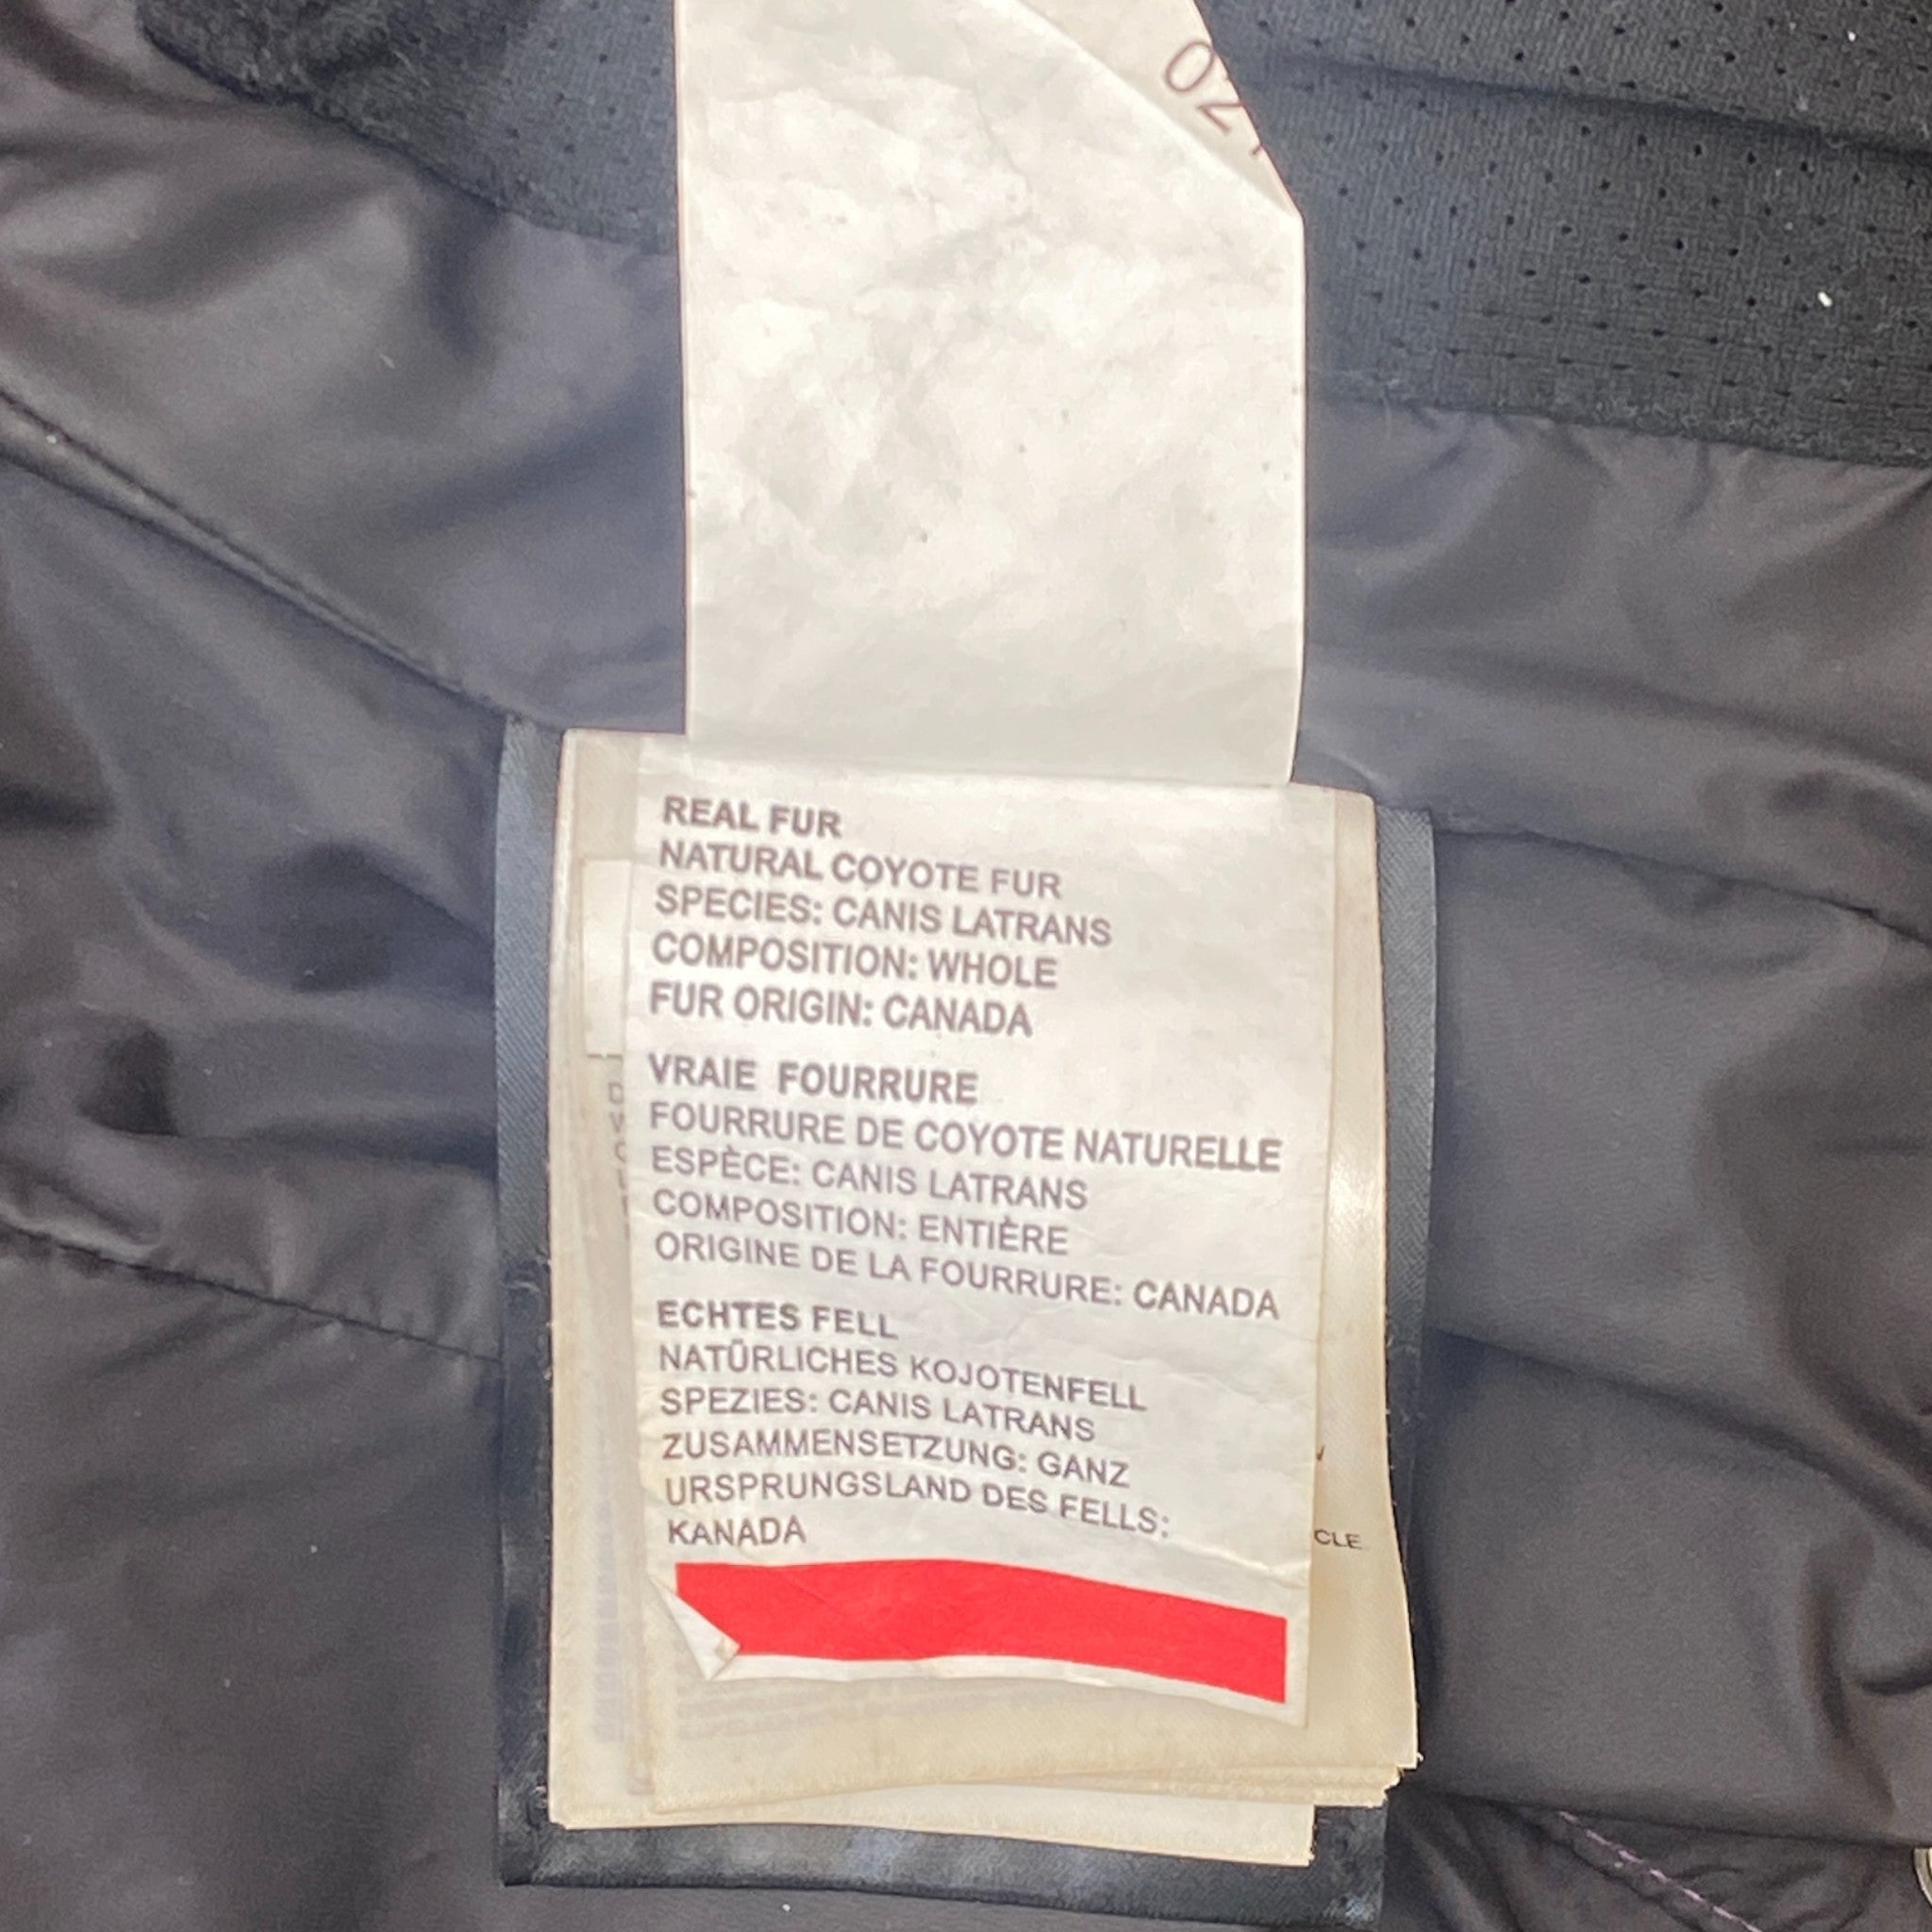 02
REAL FUR
NATURAL COYOTE FUR
SPECIES: CANIS LATRANS
COMPOSITION: WHOLE
FUR ORIGIN: CANADA
VRAIE FOURRURE
FOURRURE DE COYOTE NATURELLE
ESPÈCE: CANIS LATRANS
COMPOSITION: ENTIÈRE
ORIGINE DE LA FOURRURE: CANADA
ECHTES FELL
NATÜRLICHES KOJOTENFELL
SPEZIES: CANIS LATRANS
ZUSAMMENSETZUNG: GANZ
URSPRUNGSLAND DES FELLS:
KANADA
CLE